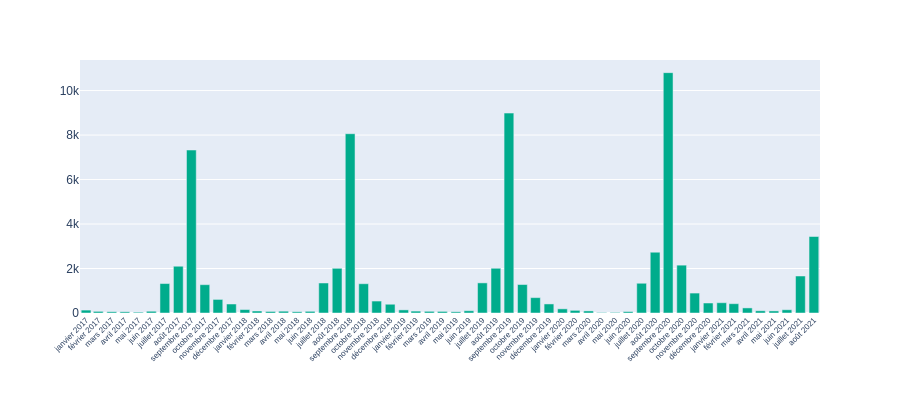 10k
8k
6k
4k
2k
0
janvier 2017
février 2017
mars 2017
avril 2017
mai 2017
juin 2017
juillet 2017
août 2017
septembre 2017
octobre 2017
novembre 2017
décembre 2017
janvier 2018
février 2018
mars 2018
avril 2018
mai 2018
juin 2018
juillet 2018
août 2018
septembre 2018
octobre 2018
novembre 2018
décembre 2018
janvier 2019
février 2019
mars 2019
avril 2019
mai 2019
juin 2019
juillet 2019
août 2019
septembre 2019
octobre 2019
novembre 2019
décembre 2019
janvier 2020
février 2020
mars 2020
avril 2020
mai 2020
juin 2020
juillet 2020
août 2020
septembre 2020
octobre 2020
novembre 2020
décembre 2020
janvier 2021
février 2021
mars 2021
avril 2021
mai 2021
juin 2021
juillet 2021
août 2021